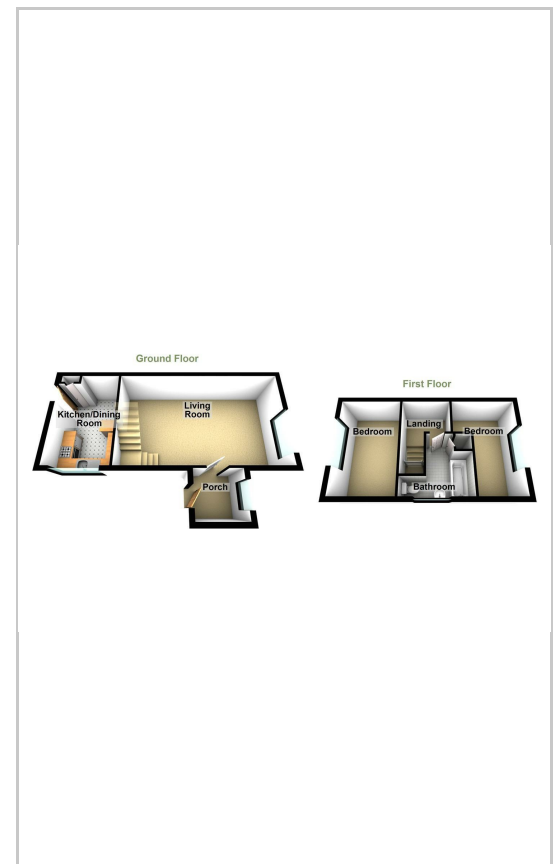 Ground Floor
Kitchen/Dining
Room
Living
Room
Porch
First Floor
Bedroom
Landing
Bedroom
Bathroom